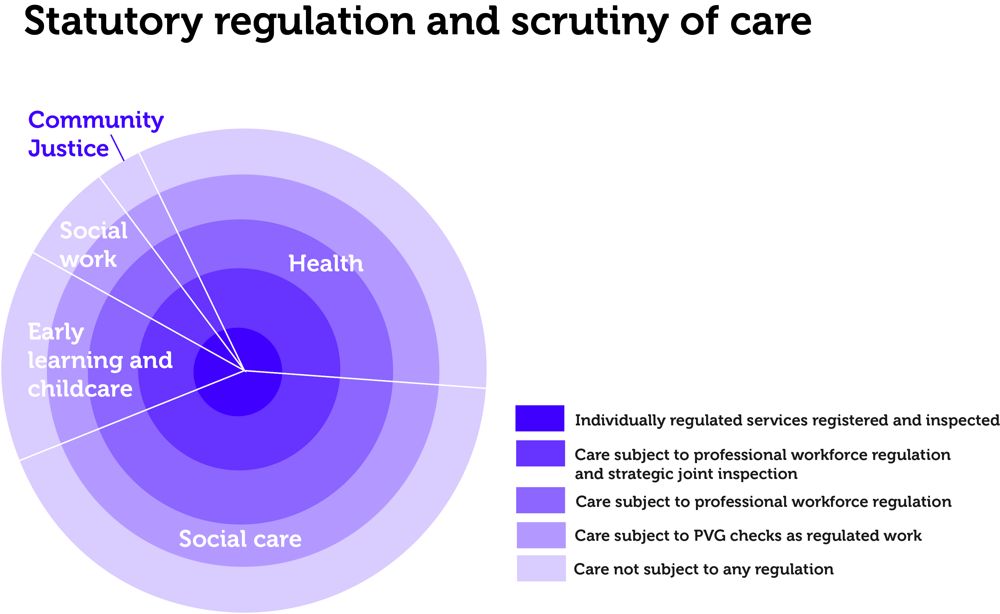 Statutory regulation and scrutiny of care
Community
Justice
Social
work
Health
Early
learning and
childcare
Social care
Individually regulated services registered and inspected
Care subject to professional workforce regulation
and strategic joint inspection
Care subject to professional workforce regulation
Care subject to PVG checks as regulated work
Care not subject to any regulation